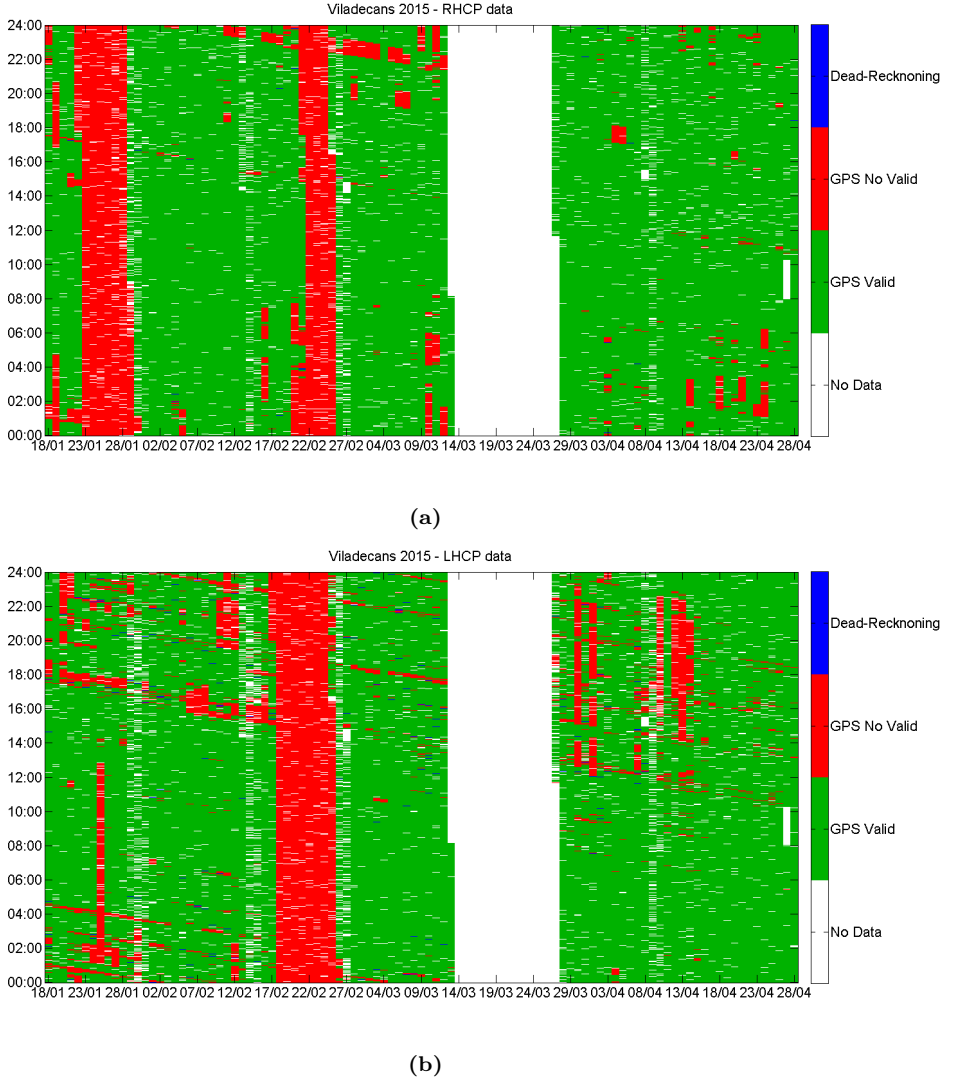 Viladecans 2015 - RHCP data
24:00
22:00
20:00
18:00
16:00
14:00
12:00
10:00
08:00
06:00
04:00
02:00
00:00
18/01 23/01 28/01 02/02 07/02 12/02 17/02 22/02 27/02 04/03 09/03 14/03 19/03 24/03 29/03 03/04 08/04 13/04 18/04 23/04 28/04
Dead-Recknoning
GPS No Valid
GPS Valid
No Data
(a)
Viladecans 2015 - LHCP data
24:00
22:00
20:00
18:00
16:00
14:00
12:00
10:00
08:00
06:00
04:00
02:00
00:00
18/01 23/01 28/01 02/02 07/02 12/02 17/02 22/02 27/02 04/03 09/03 14/03 19/03 24/03 29/03 03/04 08/04 13/04 18/04 23/04 28/04
Dead-Recknoning
GPS No Valid
GPS Valid
No Data
(b)